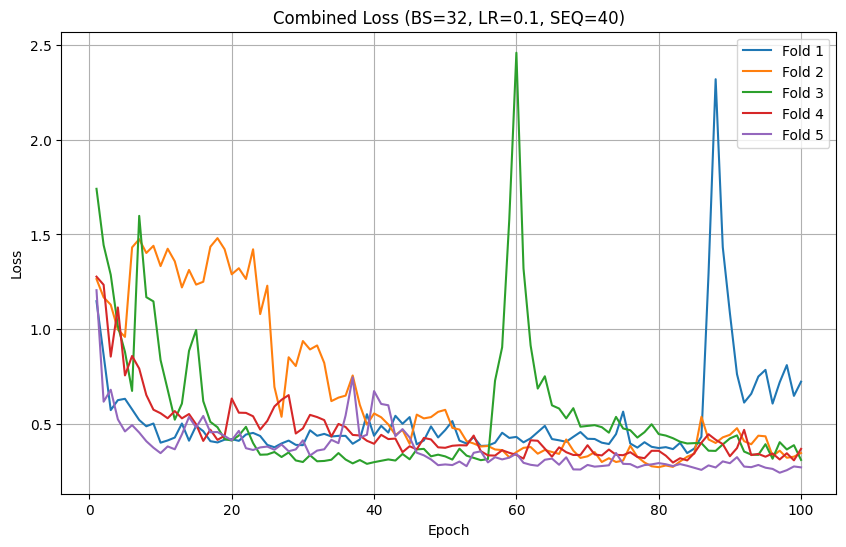 Combined Loss (BS=32, LR=0.1, SEQ=40)
2.5
2.0
1.5
1.0
0.5
Loss
0
20
40
60
80
100
Epoch
Fold 1
Fold 2
Fold 3
Fold 4
Fold 5